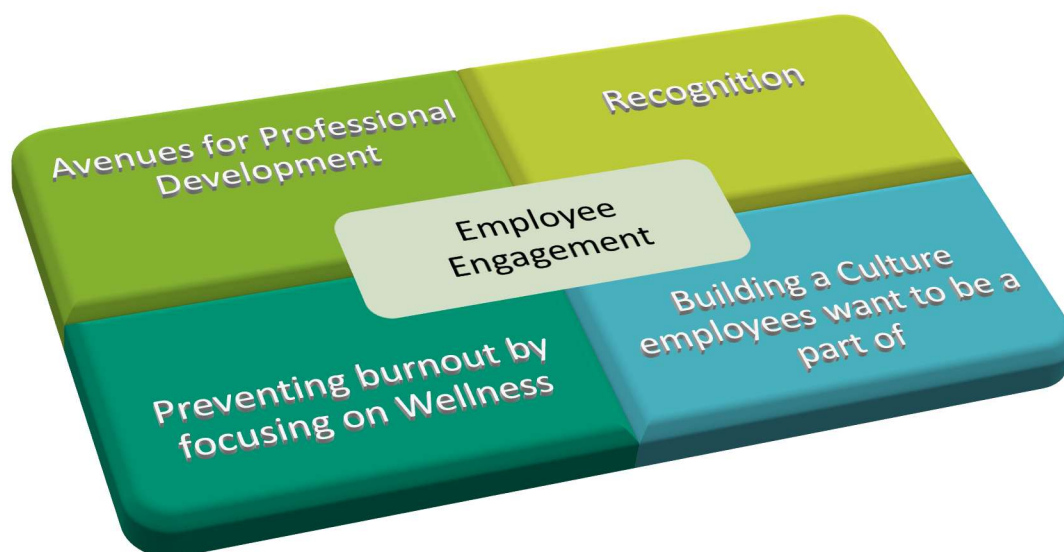 Avenues for Professional
Development
Recognition
Employee
Engagement
Preventing burnout by
focusing on Wellness
Building a Culture
employees want to be a
part of